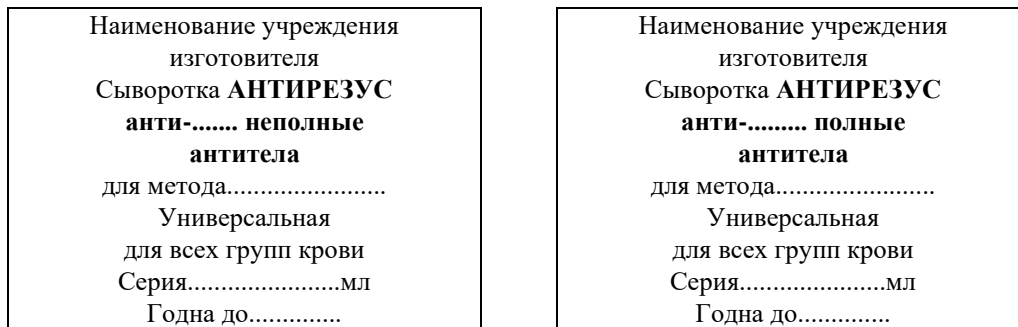 Наименование учреждения
изготовителя
Сыворотка АНТИРЕЗУС
анти-....... неполные
антитела
для метода........................
Универсальная
для всех групп крови
Серия.......................мл
Годна до..............
Наименование учреждения
изготовителя
Сыворотка АНТИРЕЗУС
анти-......... полные
антитела
для метода........................
Универсальная
для всех групп крови
Серия......................мл
Годна до..............